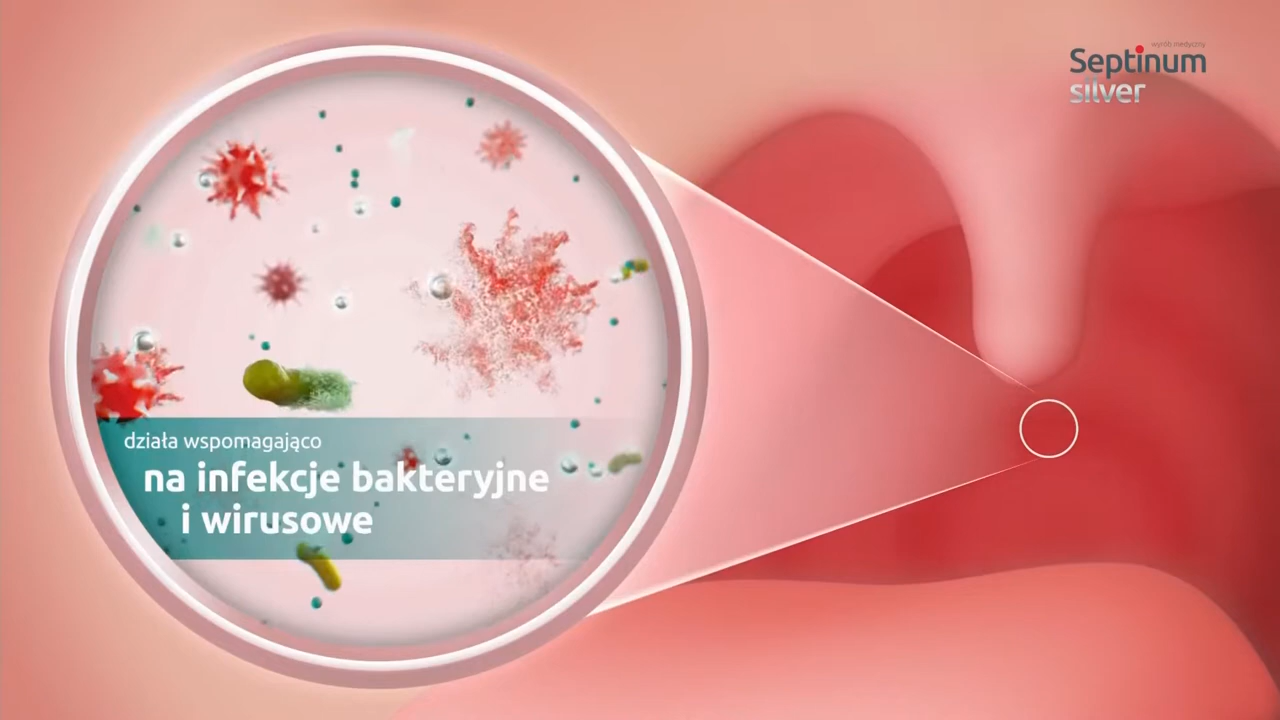 wyrób medyczny
Septinum
silver
działa wspomagająco
na infekcje bakteryjne
i wirusowe